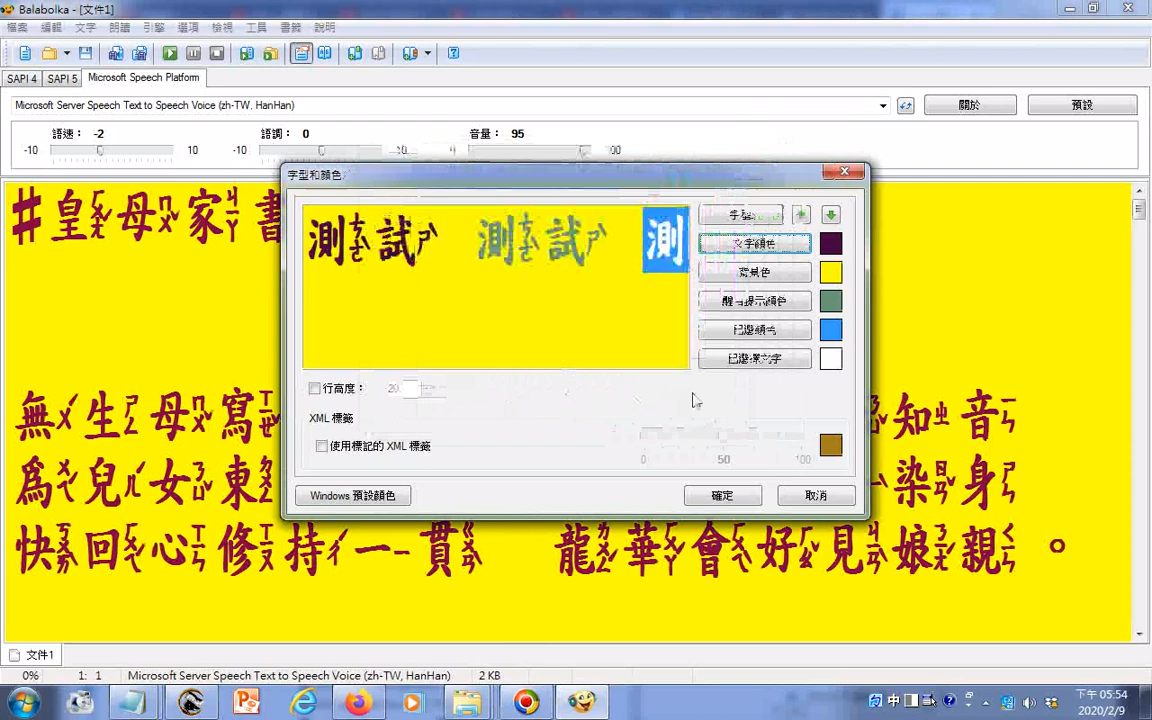 Balabolka - [文件1]
檔案 編輯 文字 朗讀 引擎 選項 檢視 工具 書籤 說明
SAPI 4 SAPI 5 Microsoft Speech Platform
Microsoft Server Speech Text to Speech Voice (zh-TW, HanHan) 關於 預設
語速： -2 語調： 0 音量： 95
-10 10 -10
字型和顏色
#皇母家書
測試 測試 測
字型
文字顏色
背景色
醒目提示顏色
已選顏色
已選擇文字
行高度： 20
XML 標籤
使用標記的 XML 標籤
0 50 100
Windows 預設顏色 確定 取消
無生母寫 知音
為兒女東 染身
快回心修持一貫 龍華會好見娘親。
文件1
0% 1: 1 Microsoft Server Speech Text to Speech Voice (zh-TW, HanHan) 2 KB
中 下午 05:54
2020/2/9